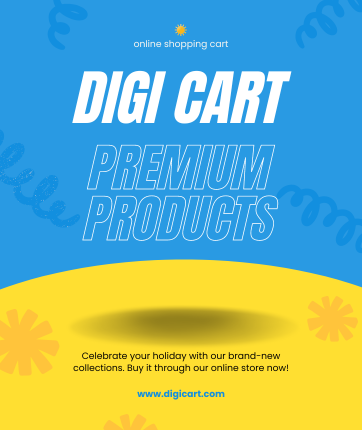 online shopping cart
DIGI CART
PREMIUM
PRODUCTS
Celebrate your holiday with our brand-new
collections. Buy it through our online store now!
www.digicart.com